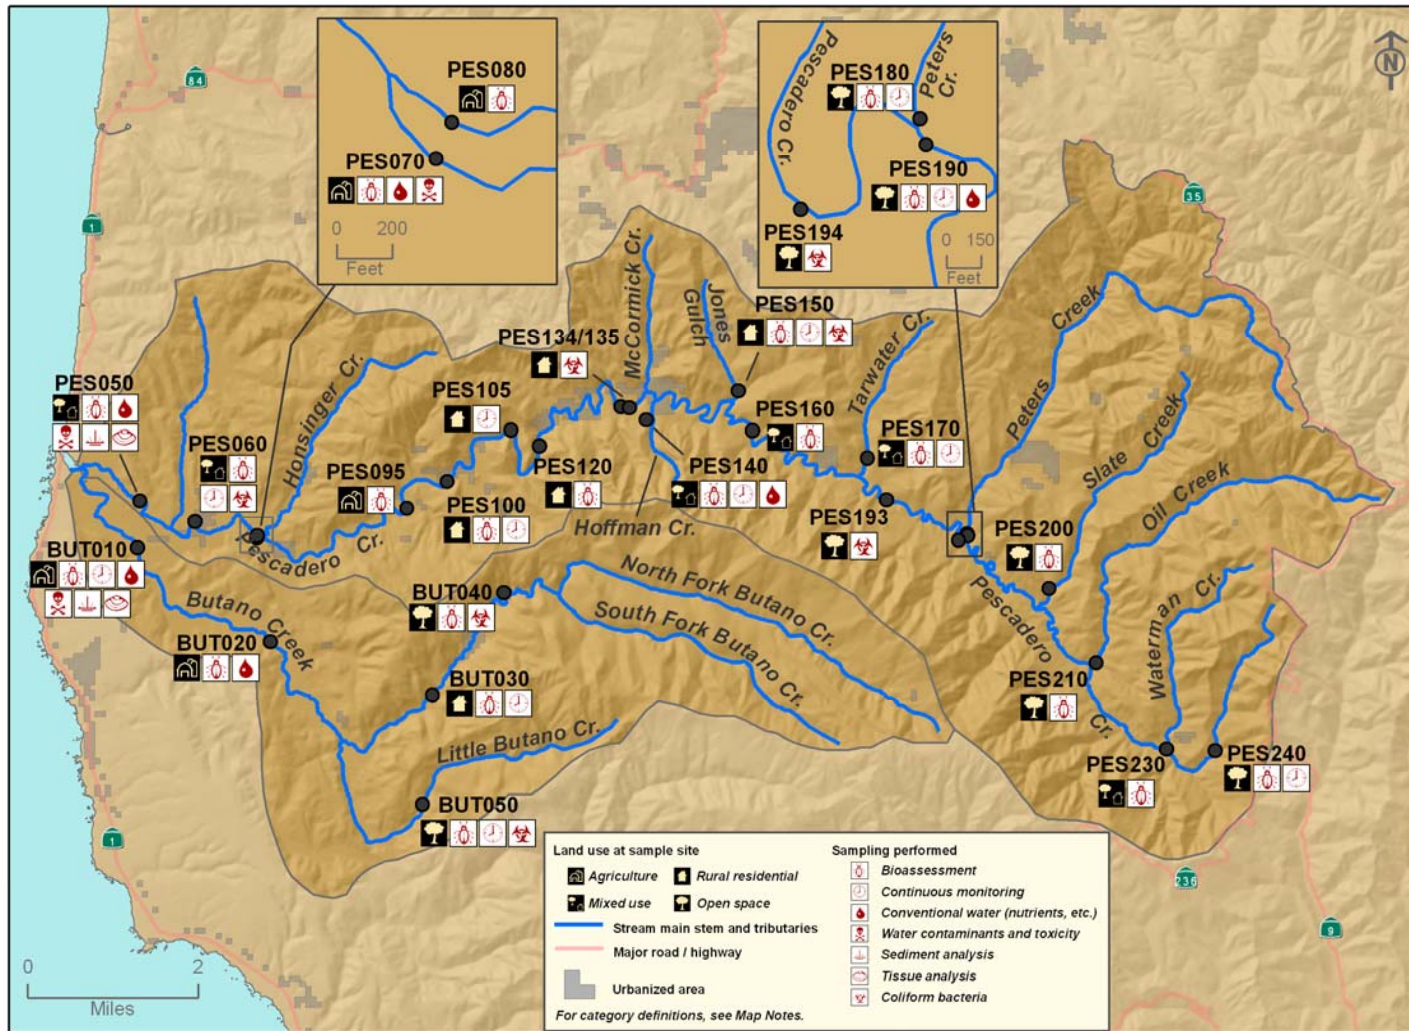 N
84
1
35
PES080
PES070
0 200
Feet
Pescadero Cr.
PES180
Peters
Cr.
PES190
PES194
0 150
Feet
McCormick Cr.
Jones
Gulch
PES150
PES134/135
Tarwater Cr.
Peters
Creek
Slate
Creek
Oil Creek
PES050
PES060
Honsinger Cr.
PES105
PES095
PES100
PES120
PES140
PES160
PES170
PES193
PES200
Pescadero Cr.
Hoffman Cr.
BUT010
Butano Creek
BUT020
BUT040
North Fork Butano Cr.
South Fork Butano Cr.
BUT030
Little Butano Cr.
BUT050
Pescadero
Cr.
Waterman Cr.
PES210
PES230
PES240
1
236
9
0 2
Miles
Land use at sample site
Agriculture Rural residential
Mixed use Open space
Stream main stem and tributaries
Major road / highway
Urbanized area
For category definitions, see Map Notes.
Sampling performed
Bioassessment
Continuous monitoring
Conventional water (nutrients, etc.)
Water contaminants and toxicity
Sediment analysis
Tissue analysis
Coliform bacteria